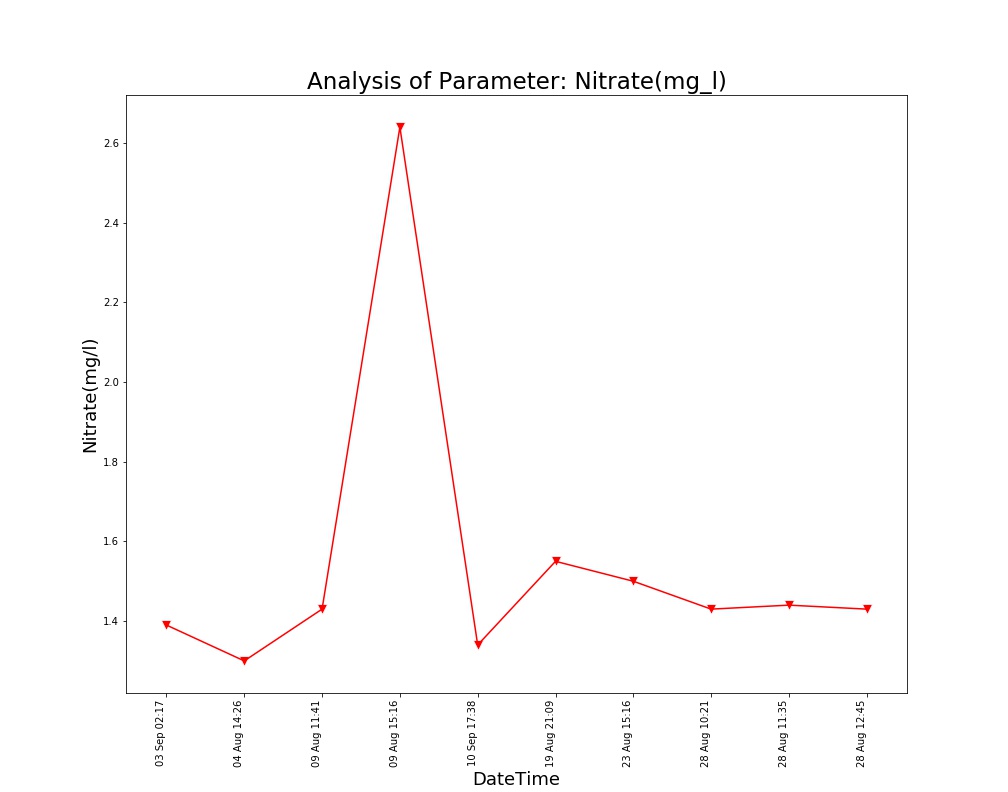 Analysis of Parameter: Nitrate(mg_l)
Nitrate(mg/l)
2.6
2.4
2.2
2.0
1.8
1.6
1.4
03 Sep 02:17
04 Aug 14:26
09 Aug 11:41
09 Aug 15:16
10 Sep 17:38
19 Aug 21:09
23 Aug 15:16
28 Aug 10:21
28 Aug 11:35
28 Aug 12:45
DateTime